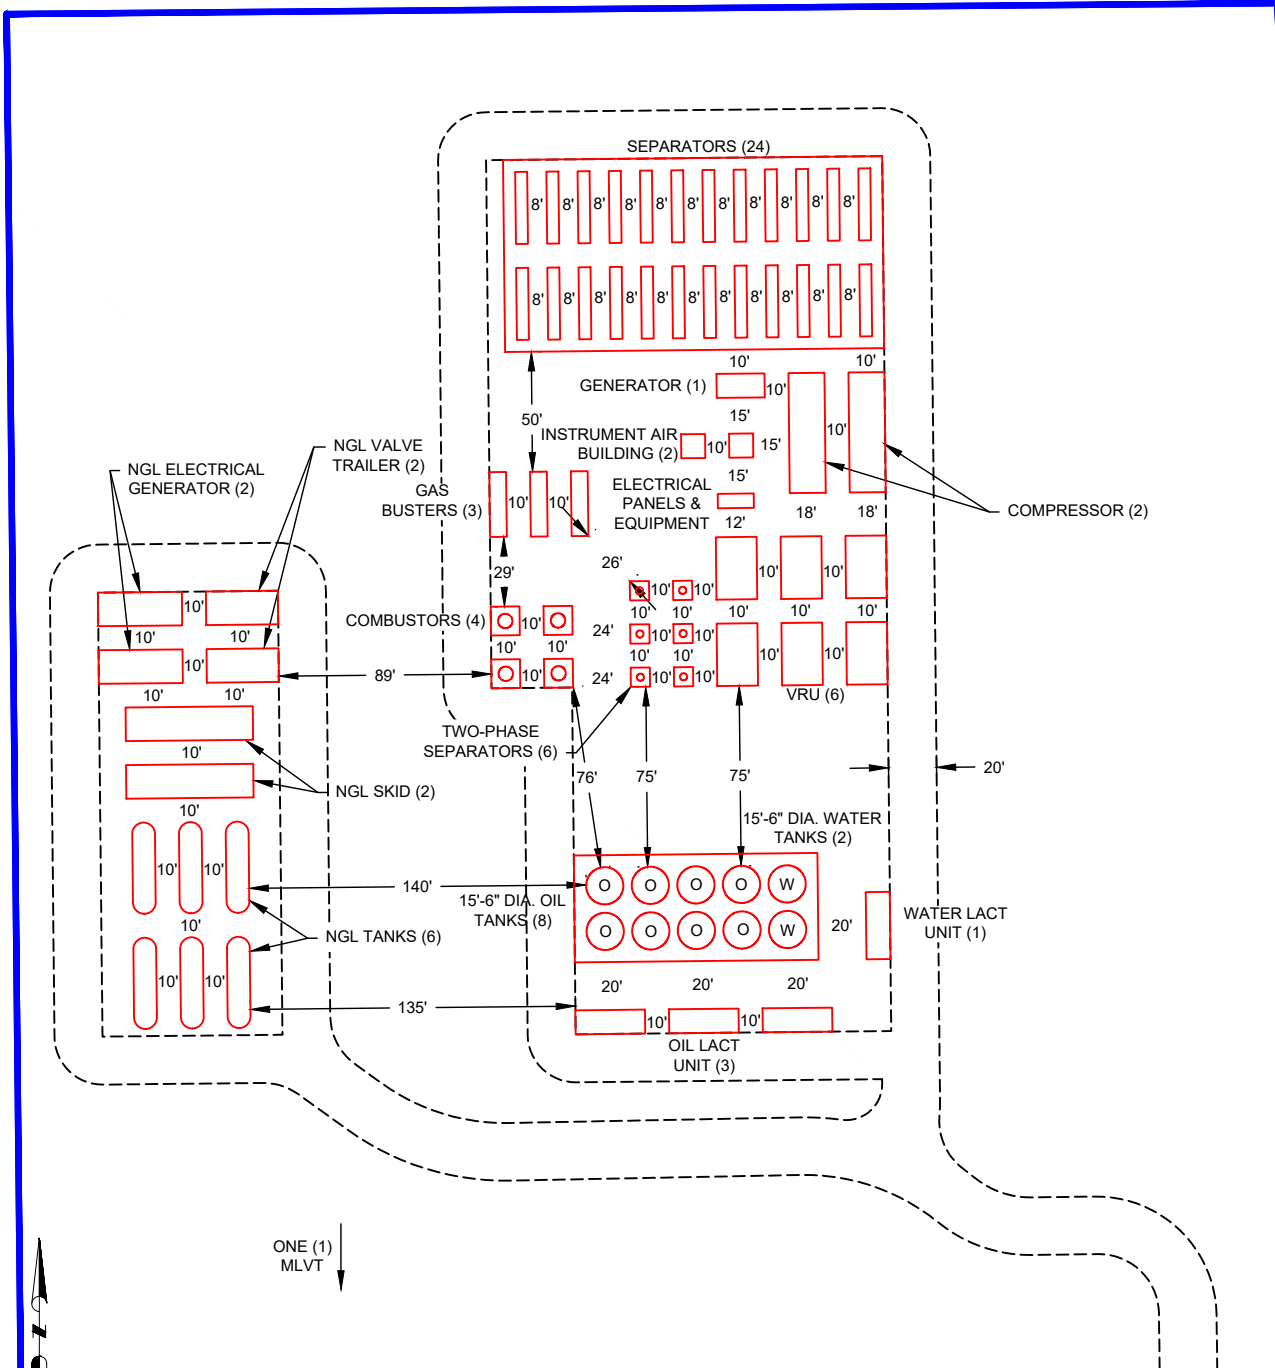 SEPARATORS (24)
8' 8' 8' 8' 8' 8' 8' 8' 8' 8' 8'
8' 8' 8' 8' 8' 8' 8' 8' 8' 8' 8'
10' 10'
GENERATOR (1) 10'
50' 15' 10'
INSTRUMENT AIR
BUILDING (2) 10' 15'
15'
NGL VALVE
TRAILER (2)
NGL ELECTRICAL
GENERATOR (2)
GAS
BUSTERS (3) 10' 10'
ELECTRICAL
PANELS &
EQUIPMENT 12'
18' 18'
COMPRESSOR (2)
29' 26' 10' 10' 10' 10'
10' 10' 10' 10' 10' 10'
COMBUSTORS (4) 10' 24' 10' 10' 10' 10'
10' 10' 10' 10' 10' 10'
10' 89' 10' 24' 10' 10'
10' 10' VRU (6)
TWO-PHASE
SEPARATORS (6)
10' 76' 75' 75' 20'
NGL SKID (2)
10'
15'-6" DIA. WATER
TANKS (2)
10' 10'
140' O O O O W
15'-6" DIA. OIL
TANKS (8)
10' O O O O W 20'
WATER LACT
UNIT (1)
NGL TANKS (6)
10' 10' 20' 20' 20'
135' 10' 10'
OIL LACT
UNIT (3)
ONE (1)
MLVT